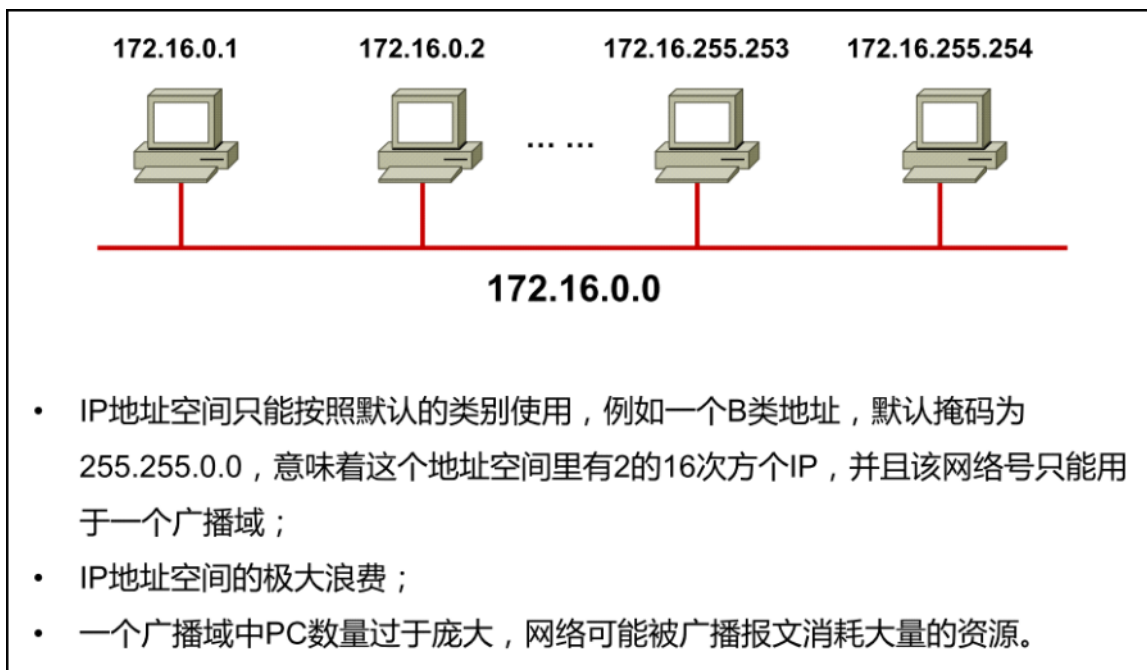 172.16.0.1 172.16.0.2 172.16.255.253 172.16.255.254
... ...
172.16.0.0
• IP地址空间只能按照默认的类别使用，例如一个B类地址，默认掩码为
255.255.0.0，意味着这个地址空间里有2的16次方个IP，并且该网络号只能用
于一个广播域；
• IP地址空间的极大浪费；
• 一个广播域中PC数量过于庞大，网络可能被广播报文消耗大量的资源。